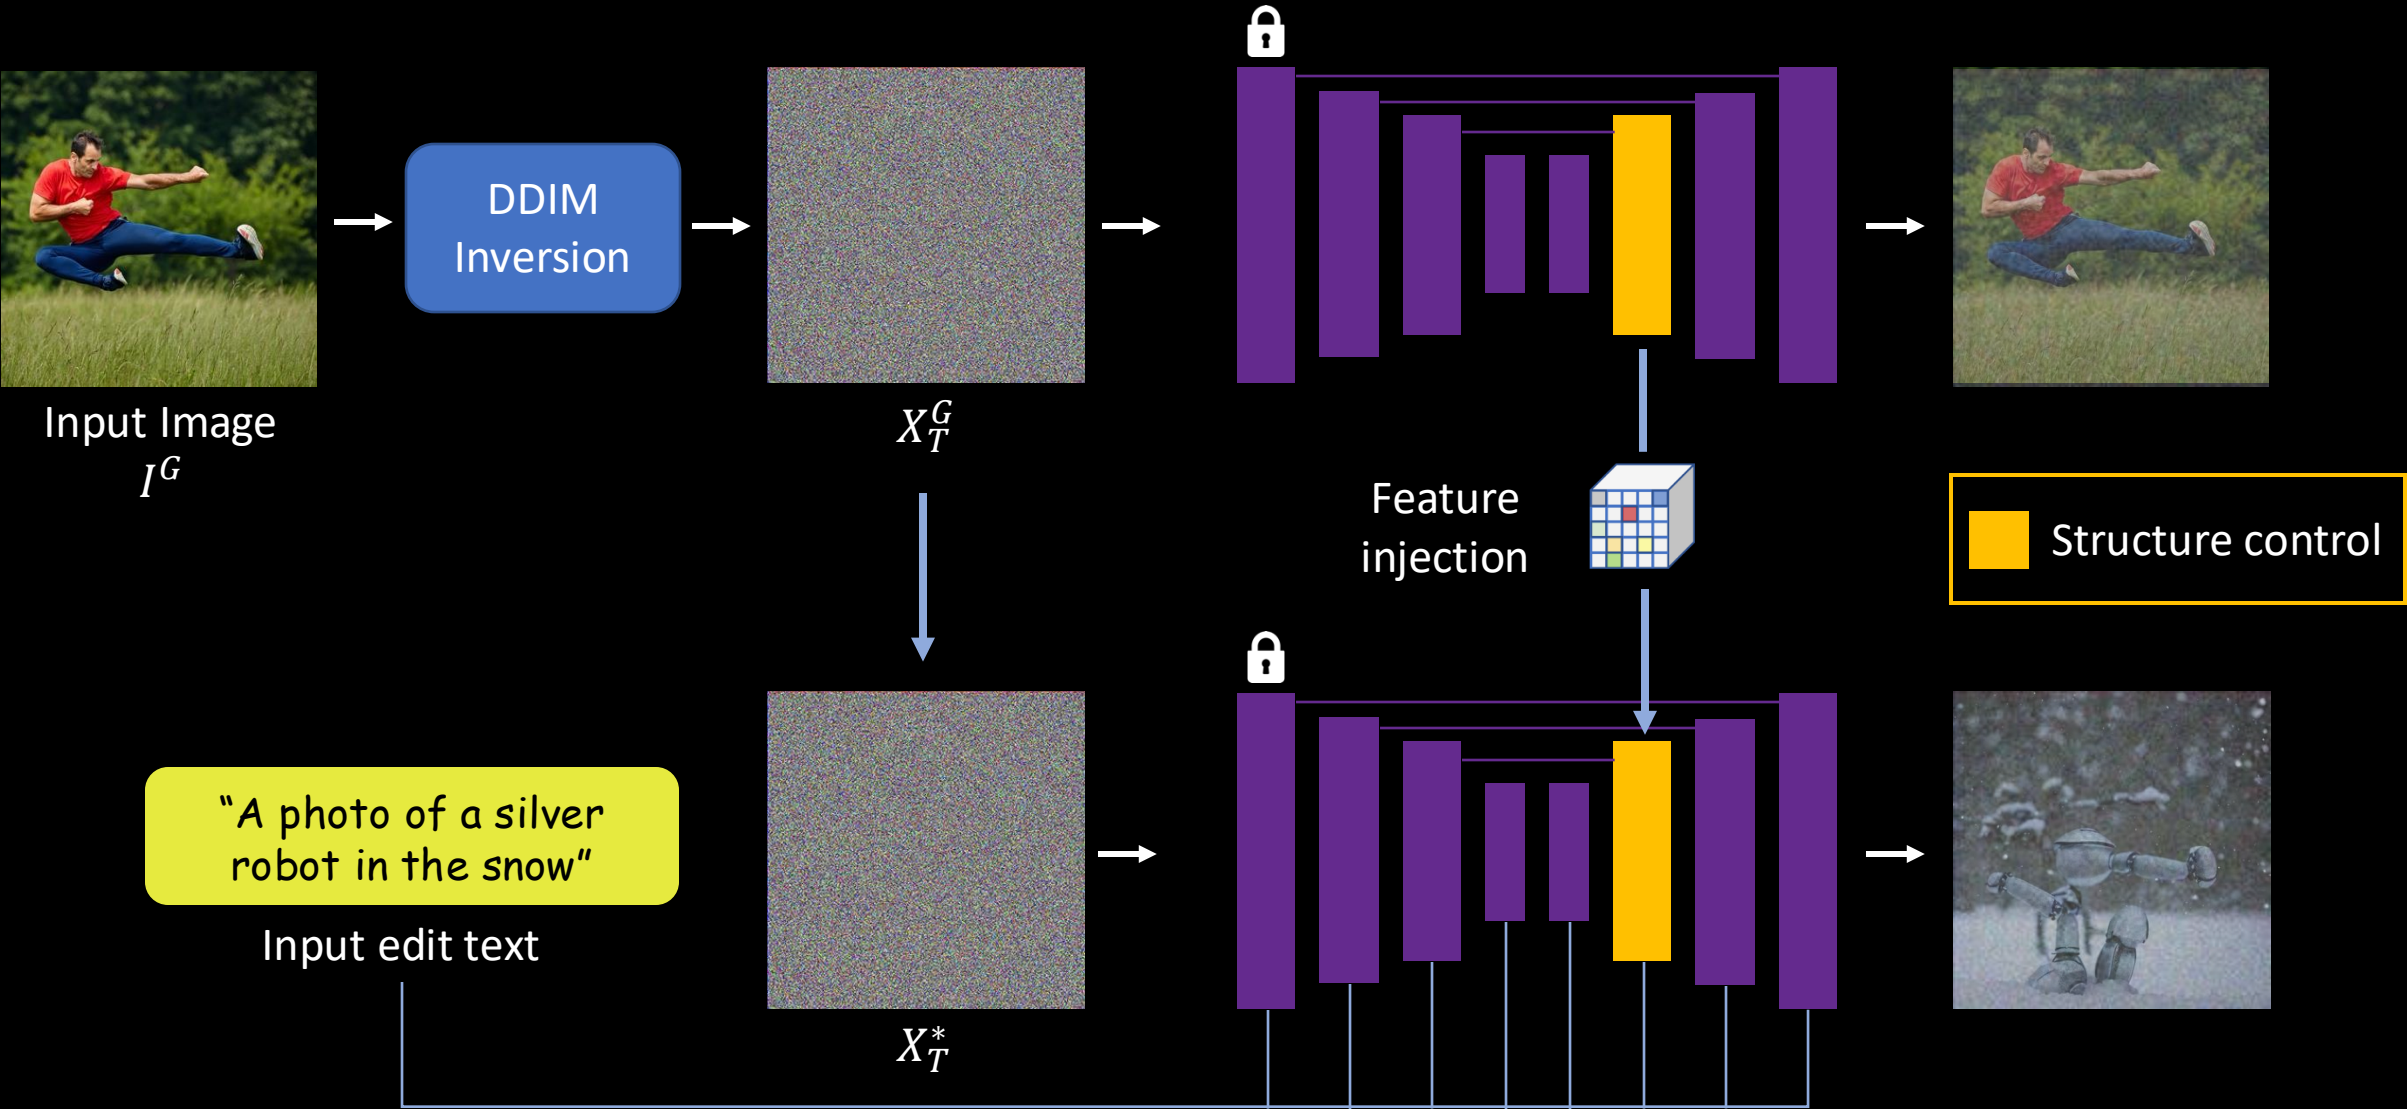 DDIM
Inversion
Input Image
I^G
X_T^G
Feature
injection
Structure control
“A photo of a silver
robot in the snow”
Input edit text
X_T^*